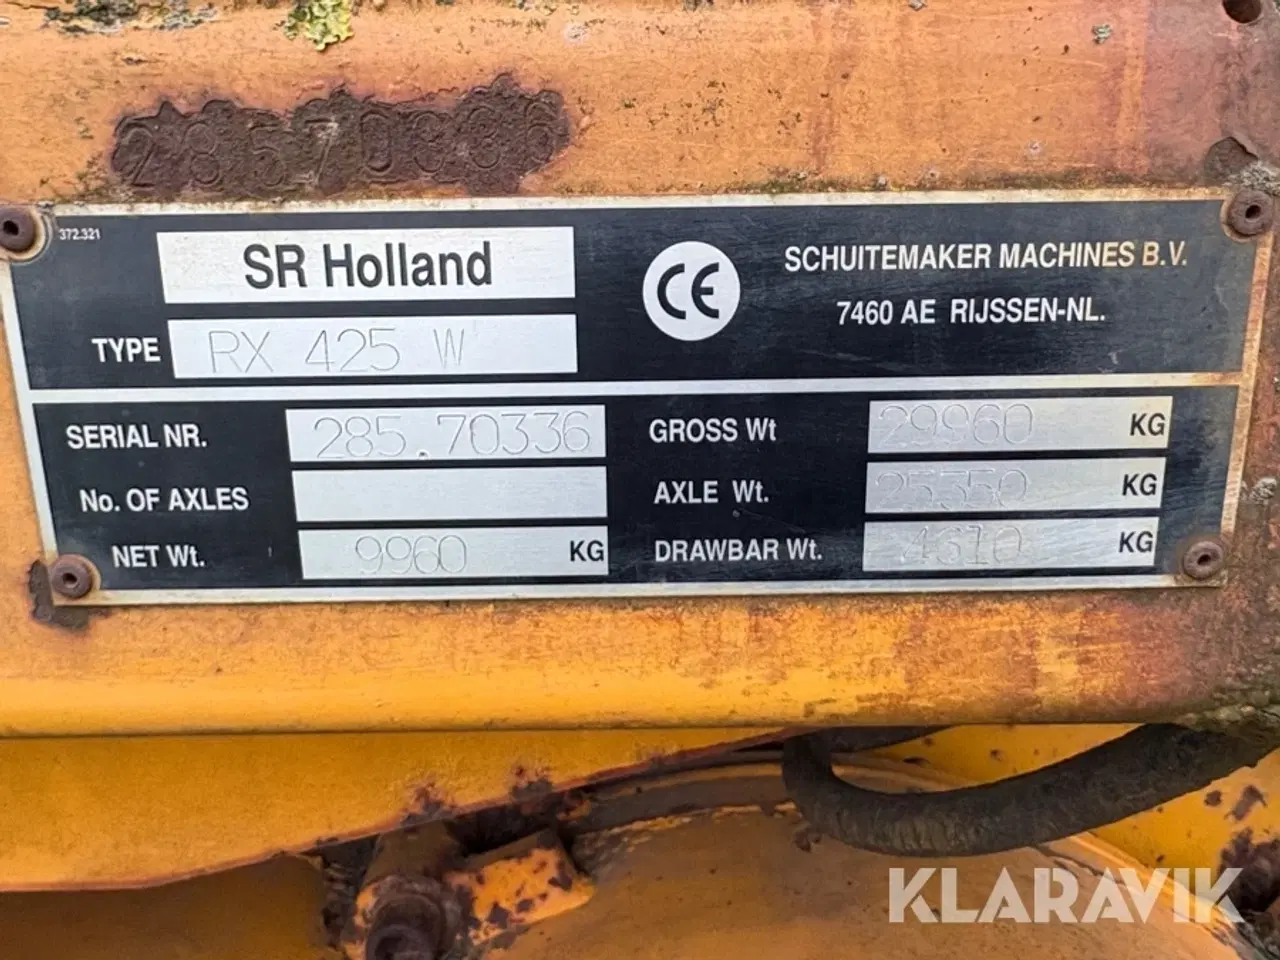 28570336
372.321
SR Holland
CE
SCHUITEMAKER MACHINES B.V.
7460 AE RIJSSEN-NL.
TYPE RX 425 W
SERIAL NR. 285.70336
GROSS Wt 29960 KG
No. OF AXLES
AXLE Wt. 25350 KG
NET Wt. 9960 KG
DRAWBAR Wt. 4610 KG
KLARAVIK